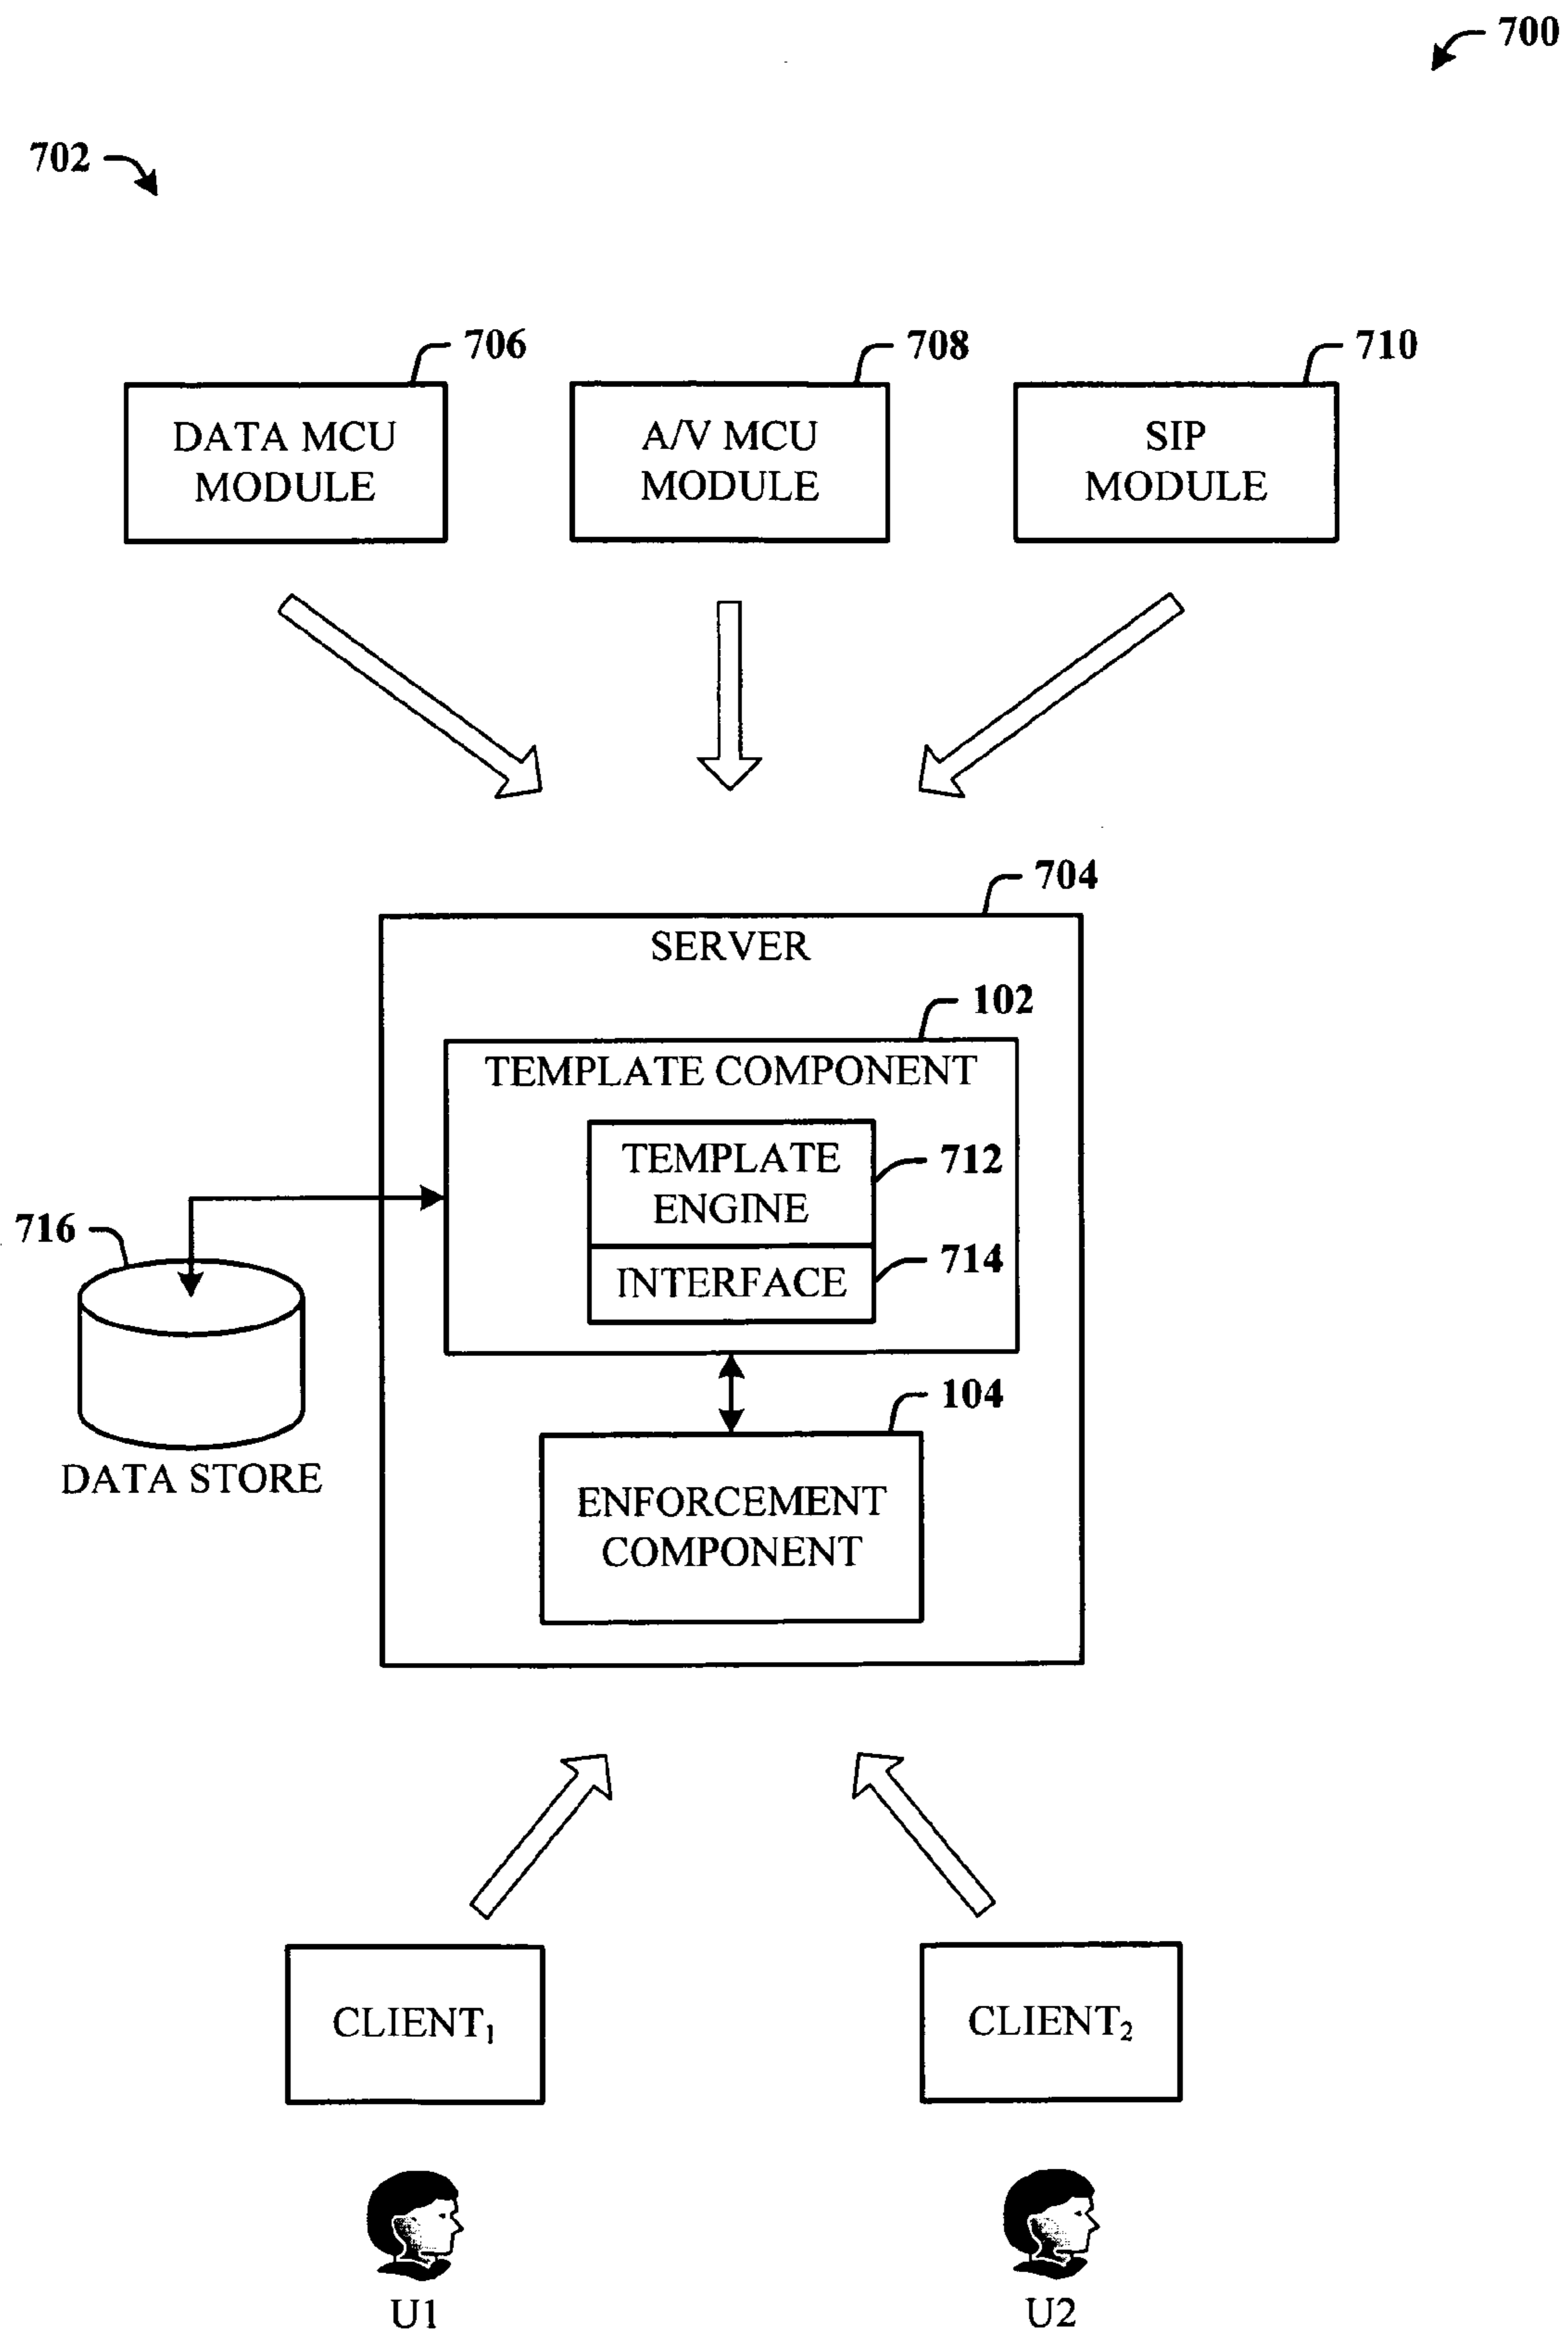 700
702
706
708
710
DATA MCU
MODULE
A/V MCU
MODULE
SIP
MODULE
704
SERVER
102
TEMPLATE COMPONENT
TEMPLATE
ENGINE
712
INTERFACE
714
716
DATA STORE
104
ENFORCEMENT
COMPONENT
CLIENT₁
CLIENT₂
U1
U2